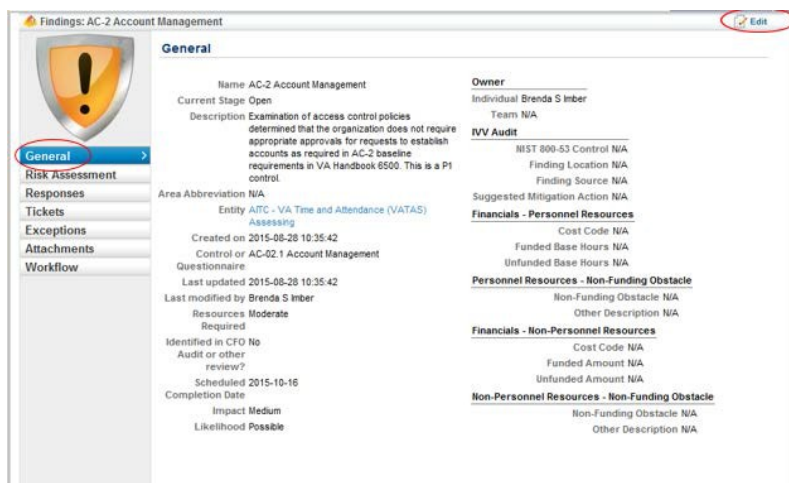 Findings: AC-2 Account Management
Edit
General
Risk Assessment
Responses
Tickets
Exceptions
Attachments
Workflow
General
Name AC-2 Account Management
Current Stage Open
Description Examination of access control policies
determined that the organization does not require
appropriate approvals for requests to establish
accounts as required in AC-2 baseline
requirements in VA Handbook 6500. This is a P1
control.
Area Abbreviation N/A
Entity AITC - VA Time and Attendance (VATAS)
Assessing
Created on 2015-08-28 10:35:42
Control or AC-02.1 Account Management
Questionnaire
Last updated 2015-08-28 10:35:42
Last modified by Brenda S Imber
Resources Moderate
Required
Identified in CFO No
Audit or other
review?
Scheduled 2015-10-16
Completion Date
Impact Medium
Likelihood Possible
Owner
Individual Brenda S Imber
Team N/A
IVV Audit
NIST 800-53 Control N/A
Finding Location N/A
Finding Source N/A
Suggested Mitigation Action N/A
Financials - Personnel Resources
Cost Code N/A
Funded Base Hours N/A
Unfunded Base Hours N/A
Personnel Resources - Non-Funding Obstacle
Non-Funding Obstacle N/A
Other Description N/A
Financials - Non-Personnel Resources
Cost Code N/A
Funded Amount N/A
Unfunded Amount N/A
Non-Personnel Resources - Non-Funding Obstacle
Non-Funding Obstacle N/A
Other Description N/A